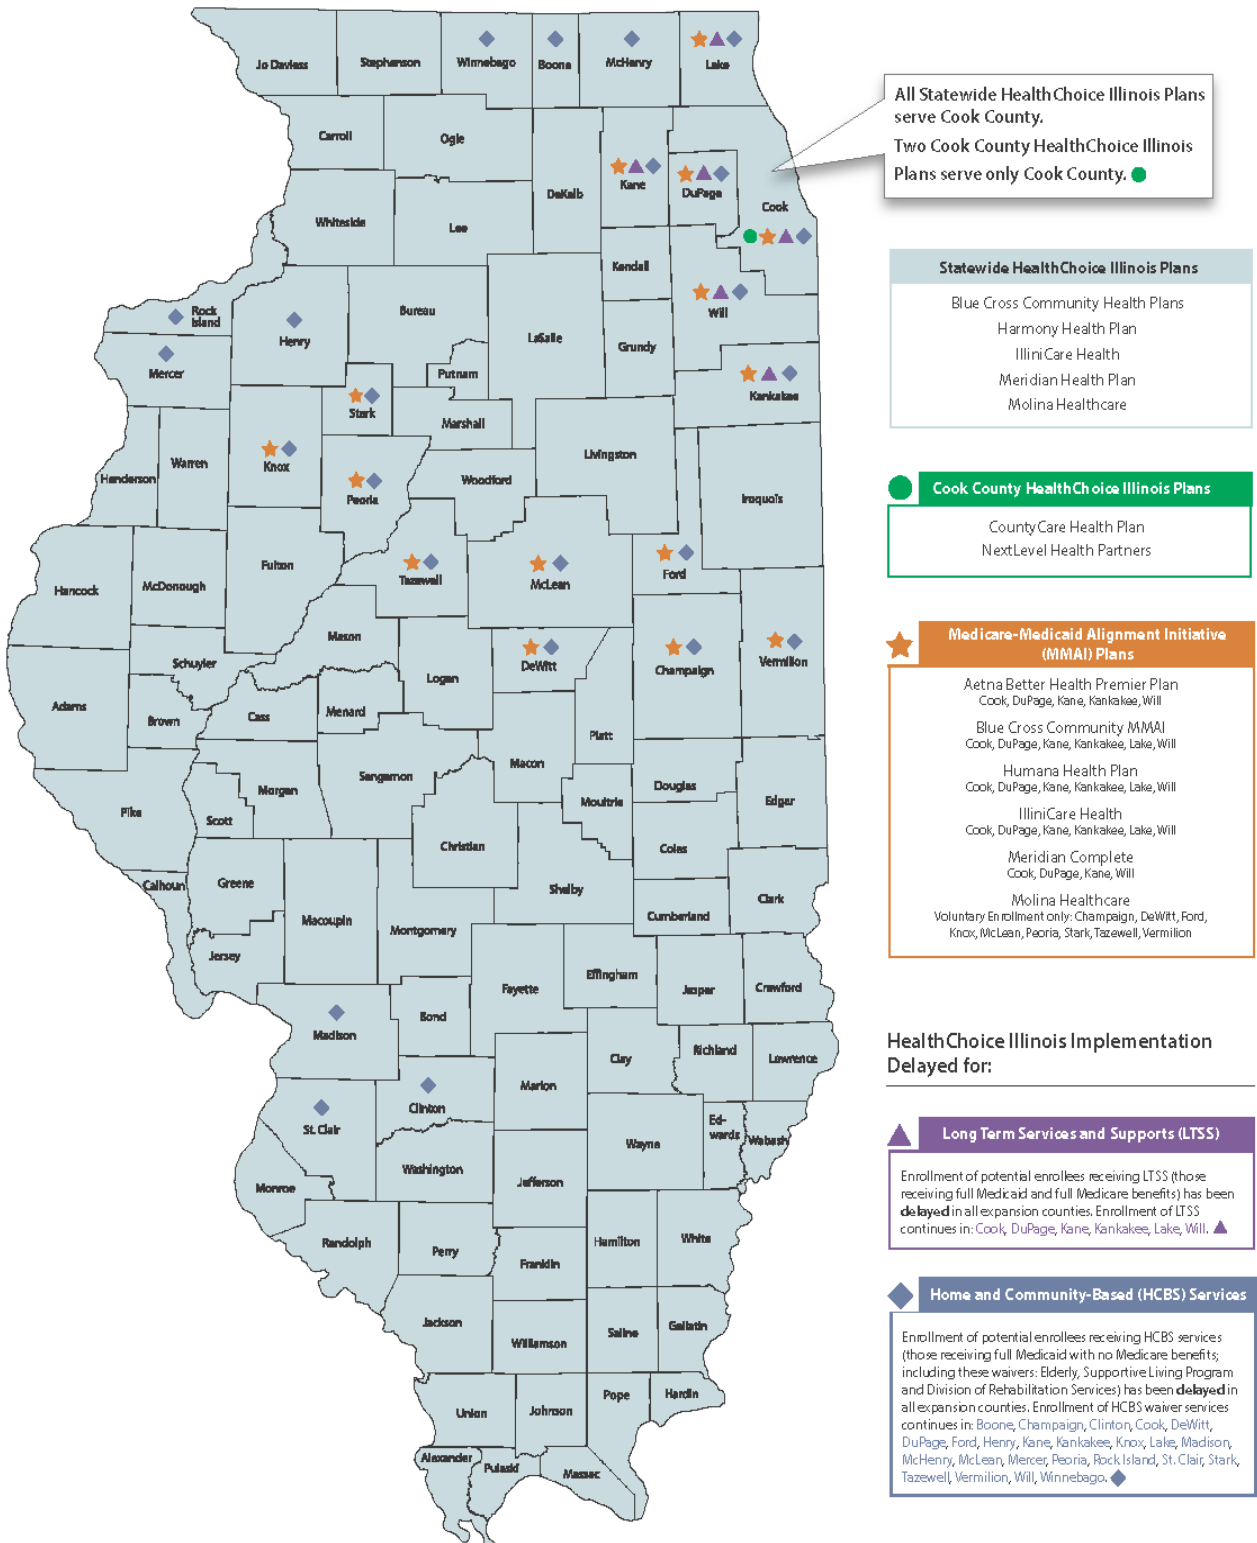 Jo Daviess
Stephenson
Winnebago
Boone
McHenry
Lake
All Statewide HealthChoice Illinois Plans
serve Cook County.
Two Cook County HealthChoice Illinois
Plans serve only Cook County.
Carroll
Ogle
DeKalb
Kane
DuPage
Cook
Whiteside
Lee
Kendall
Will
Rock
Island
Henry
Bureau
LaSalle
Grundy
Mercer
Putnam
Kankakee
Stark
Marshall
Knox
Peoria
Henderson
Warren
Woodford
Livingston
Iroquois
Hancock
McDonough
Fulton
Tazewell
McLean
Ford
Mason
Schuyler
Logan
DeWitt
Champaign
Vermilion
Adams
Brown
Cass
Menard
Piatt
Macon
Sangamon
Morgan
Scott
Pike
Moultrie
Douglas
Edgar
Christian
Coles
Calhoun
Greene
Macoupin
Montgomery
Shelby
Cumberland
Clark
Jersey
Fayette
Effingham
Jasper
Crawford
Madison
Bond
Clay
Richland
Lawrence
Marion
Clinton
St. Clair
Wayne
Ed-
wards
Wabash
Washington
Jefferson
Monroe
Randolph
Perry
Franklin
Hamilton
White
Jackson
Williamson
Saline
Gallatin
Union
Johnson
Pope
Hardin
Alexander
Pulaski
Massac
Statewide HealthChoice Illinois Plans
Blue Cross Community Health Plans
Harmony Health Plan
IlliniCare Health
Meridian Health Plan
Molina Healthcare
Cook County HealthChoice Illinois Plans
CountyCare Health Plan
NextLevel Health Partners
Medicare-Medicaid Alignment Initiative
(MMAI) Plans
Aetna Better Health Premier Plan
Cook, DuPage, Kane, Kankakee, Will
Blue Cross Community MMAI
Cook, DuPage, Kane, Kankakee, Lake, Will
Humana Health Plan
Cook, DuPage, Kane, Kankakee, Lake, Will
IlliniCare Health
Cook, DuPage, Kane, Kankakee, Lake, Will
Meridian Complete
Cook, DuPage, Kane, Will
Molina Healthcare
Voluntary Enrollment only: Champaign, DeWitt, Ford,
Knox, McLean, Peoria, Stark, Tazewell, Vermilion
HealthChoice Illinois Implementation
Delayed for:
Long Term Services and Supports (LTSS)
Enrollment of potential enrollees receiving LTSS (those
receiving full Medicaid and full Medicare benefits) has been
delayed in all expansion counties. Enrollment of LTSS
continues in: Cook, DuPage, Kane, Kankakee, Lake, Will.
Home and Community-Based (HCBS) Services
Enrollment of potential enrollees receiving HCBS services
(those receiving full Medicaid with no Medicare benefits;
including these waivers: Elderly, Supportive Living Program
and Division of Rehabilitation Services) has been delayed in
all expansion counties. Enrollment of HCBS waiver services
continues in: Boone, Champaign, Clinton, Cook, DeWitt,
DuPage, Ford, Henry, Kane, Kankakee, Knox, Lake, Madison,
McHenry, McLean, Mercer, Peoria, Rock Island, St. Clair, Stark,
Tazewell, Vermilion, Will, Winnebago.